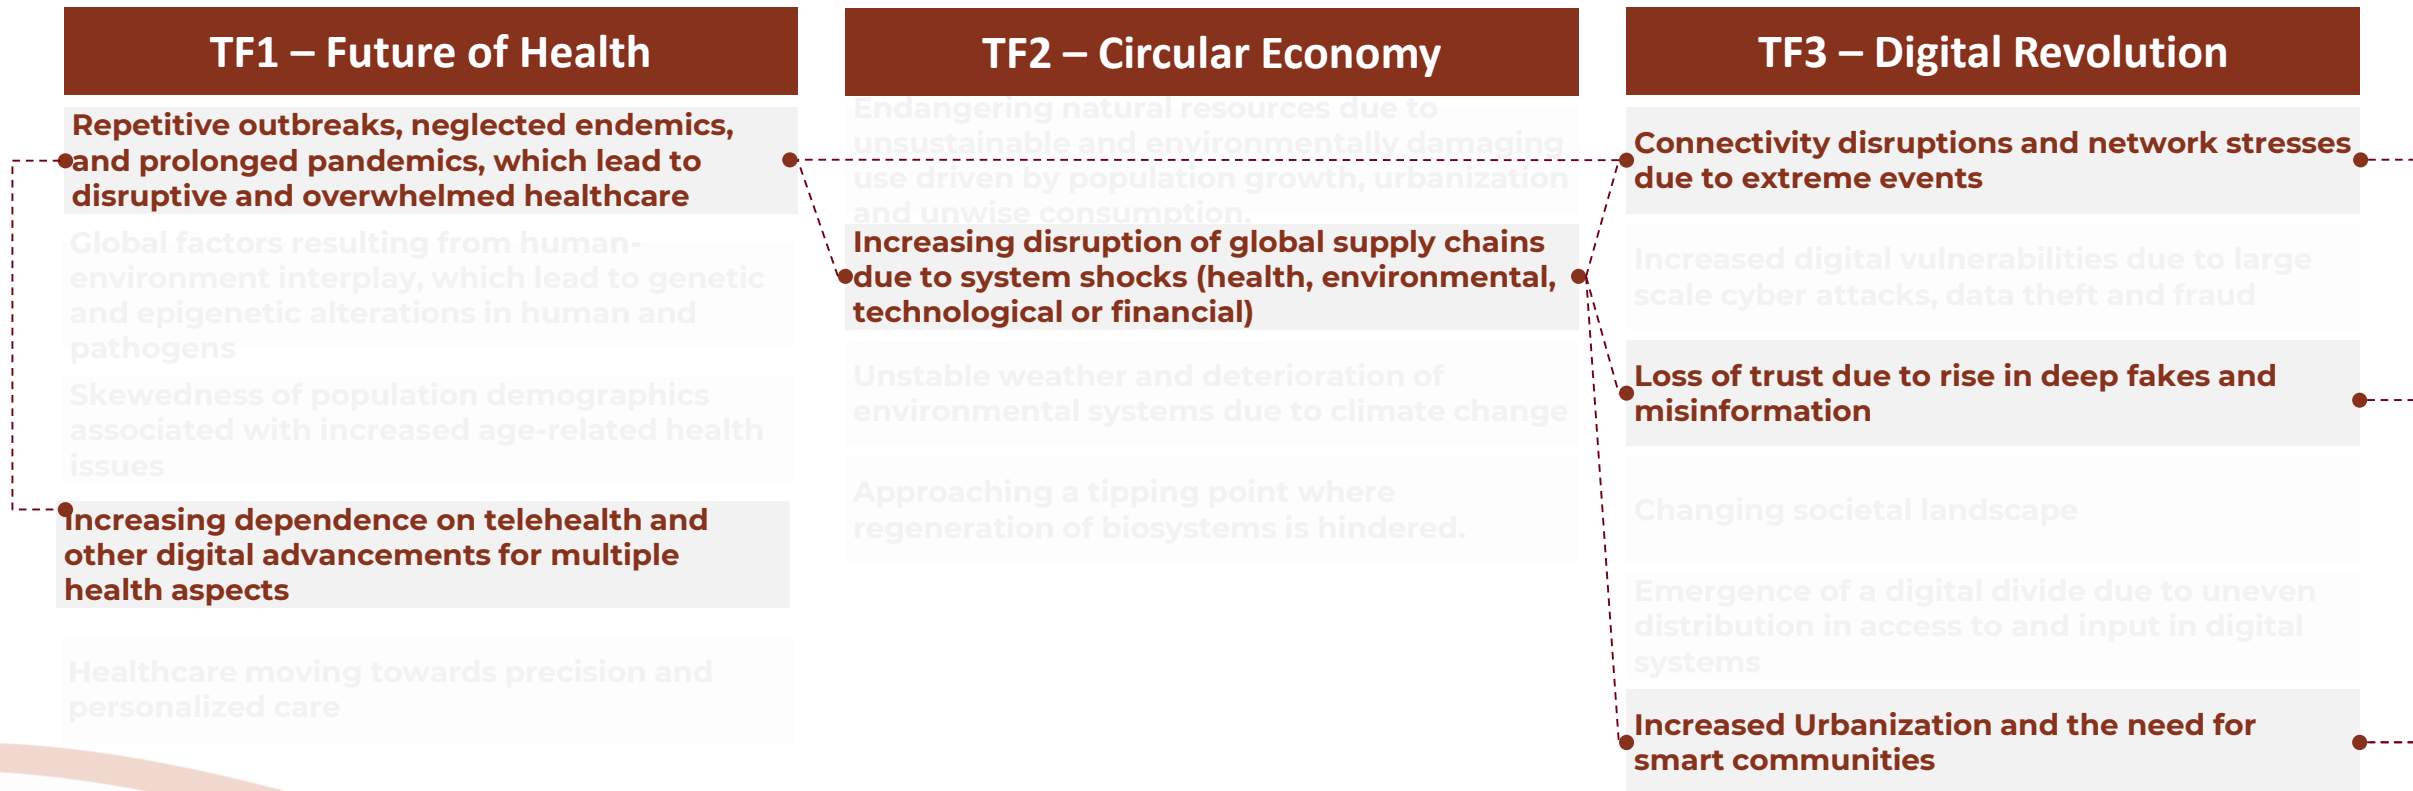 TF1 – Future of Health
Repetitive outbreaks, neglected endemics,
and prolonged pandemics, which lead to
disruptive and overwhelmed healthcare
Global factors resulting from human-
environment interplay, which lead to genetic
and epigenetic alterations in human and
pathogens
Skewedness of population demographics
associated with increased age-related health
issues
Increasing dependence on telehealth and
other digital advancements for multiple
health aspects
Healthcare moving towards precision and
personalized care
TF2 – Circular Economy
Endangering natural resources due to
unsustainable and environmentally damaging
use driven by population growth, urbanization
and unwise consumption.
Increasing disruption of global supply chains
due to system shocks (health, environmental,
technological or financial)
Unstable weather and deterioration of
environmental systems due to climate change
Approaching a tipping point where
regeneration of biosystems is hindered.
TF3 – Digital Revolution
Connectivity disruptions and network stresses
due to extreme events
Increased digital vulnerabilities due to large
scale cyber attacks, data theft and fraud
Loss of trust due to rise in deep fakes and
misinformation
Changing societal landscape
Emergence of a digital divide due to uneven
distribution in access to and input in digital
systems
Increased Urbanization and the need for
smart communities